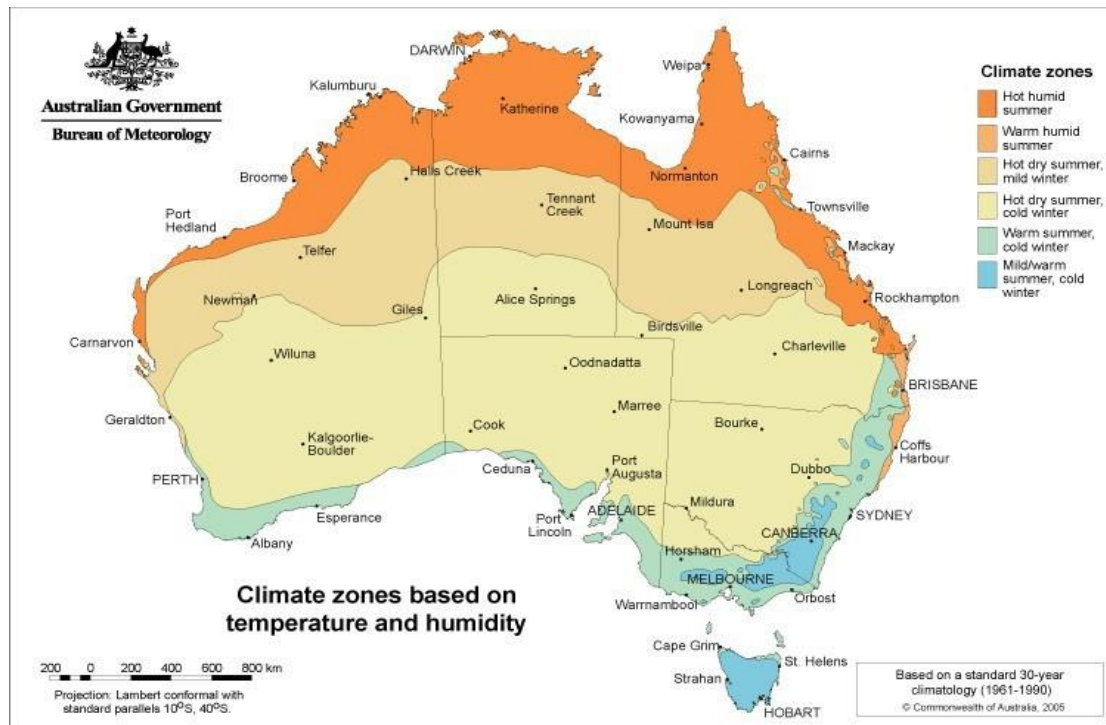 Australian Government
Bureau of Meteorology
DARWIN
Weipa
Kalumburu
Katherine
Kowanyama
Cairns
Broome
Halls Creek
Normanton
Tennant
Creek
Townsville
Port
Hedland
Mount Isa
Mackay
Telfer
Newman
Longreach
Rockhampton
Giles
Alice Springs
Carnarvon
Birdsville
Wiluna
Charleville
Oodnadatta
BRISBANE
Geraldton
Marree
Cook
Bourke
Kalgoorlie-
Boulder
Coffs
Harbour
Ceduna
Port
Augusta
Dubbo
PERTH
Mildura
Esperance
Port
Lincoln
ADELAIDE
SYDNEY
CANBERRA
Albany
Horsham
MELBOURNE
Warrnambool
Orbost
Cape Grim
St. Helens
Strahan
HOBART
Climate zones
Hot humid
summer
Warm humid
summer
Hot dry summer,
mild winter
Hot dry summer,
cold winter
Warm summer,
cold winter
Mild/warm
summer, cold
winter
Climate zones based on
temperature and humidity
200 0 200 400 600 800 km
Projection: Lambert conformal with
standard parallels 10°S, 40°S.
Based on a standard 30-year
climatology (1961-1990)
© Commonwealth of Australia, 2005